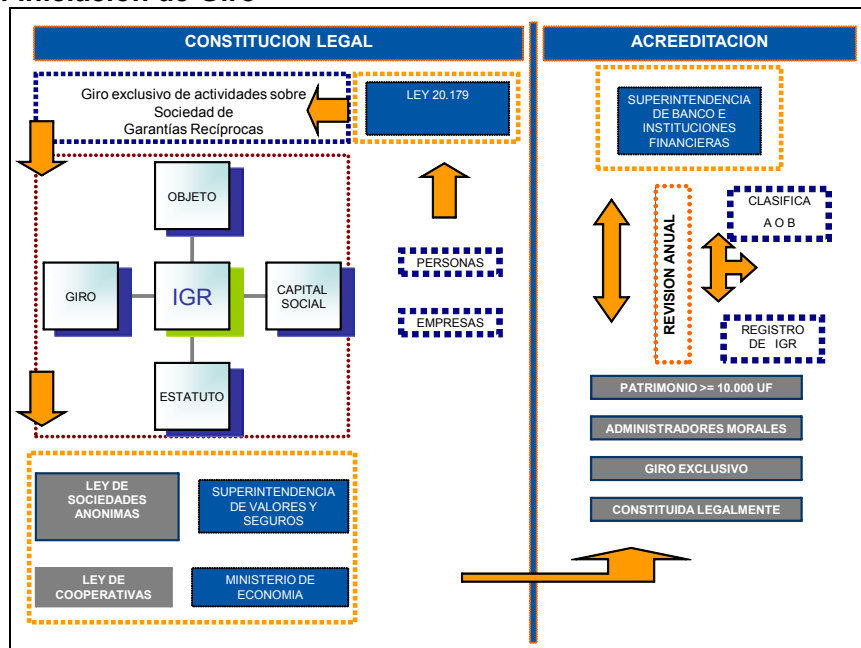 CONSTITUCION LEGAL
Giro exclusivo de actividades sobre
Sociedad de
Garantías Recíprocas
LEY 20.179
OBJETO
GIRO
IGR
CAPITAL
SOCIAL
ESTATUTO
PERSONAS
EMPRESAS
LEY DE
SOCIEDADES
ANONIMAS
SUPERINTENDENCIA
DE VALORES Y
SEGUROS
LEY DE
COOPERATIVAS
MINISTERIO DE
ECONOMIA
ACREEDITACION
SUPERINTENDENCIA
DE BANCO E
INSTITUCIONES
FINANCIERAS
REVISION ANUAL
CLASIFICA
A O B
REGISTRO
DE IGR
PATRIMONIO >= 10.000 UF
ADMINISTRADORES MORALES
GIRO EXCLUSIVO
CONSTITUIDA LEGALMENTE